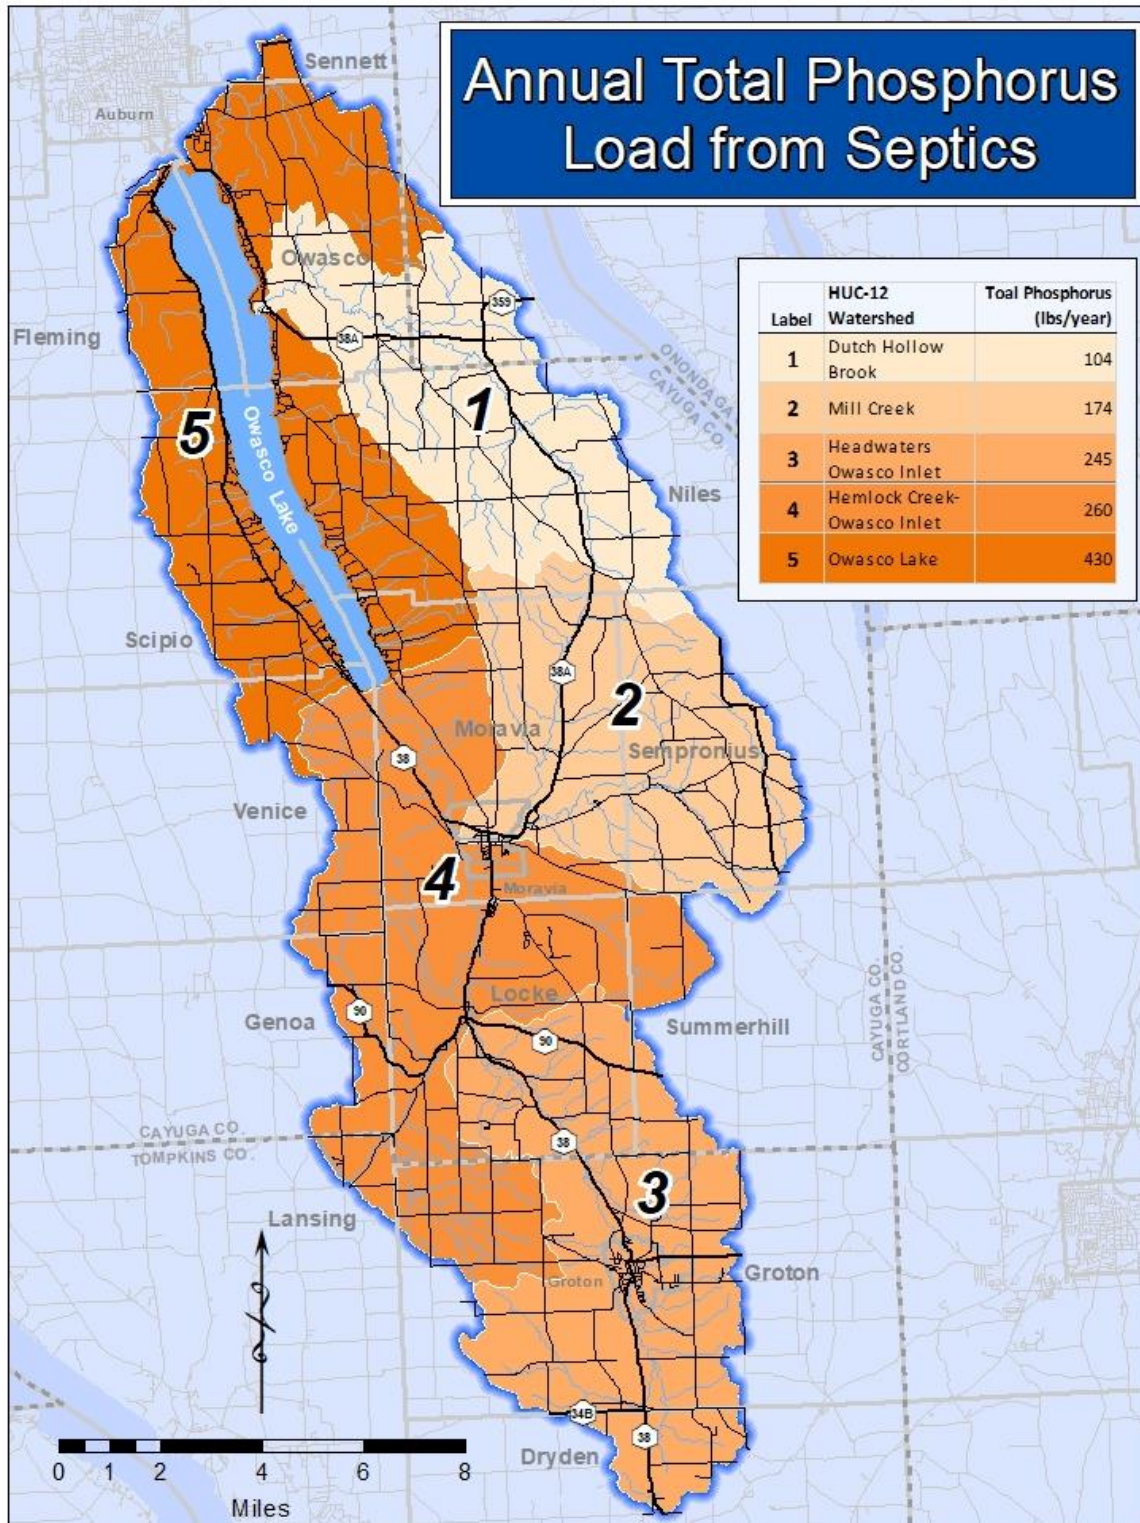 Annual Total Phosphorus
Load from Septics
Label
HUC-12
Watershed
Toal Phosphorus
(lbs/year)
1
Dutch Hollow
Brook
104
2
Mill Creek
174
3
Headwaters
Owasco Inlet
245
4
Hemlock Creek-
Owasco Inlet
260
5
Owasco Lake
430
Sennett
Auburn
Owasco
359
Fleming
38A
ONONDAGA
CAYUGA CO.
1
5
Owasco Lake
Niles
Scipio
38A
2
Moravia
Sempronius
38
Venice
4
Moravia
Locke
90
Genoa
90
Summerhill
CAYUGA CO.
CORTLAND CO.
CAYUGA CO.
TOMPKINS CO.
38
3
Lansing
Groton
Groton
34B
38
Dryden
0 1 2 4 6 8
Miles